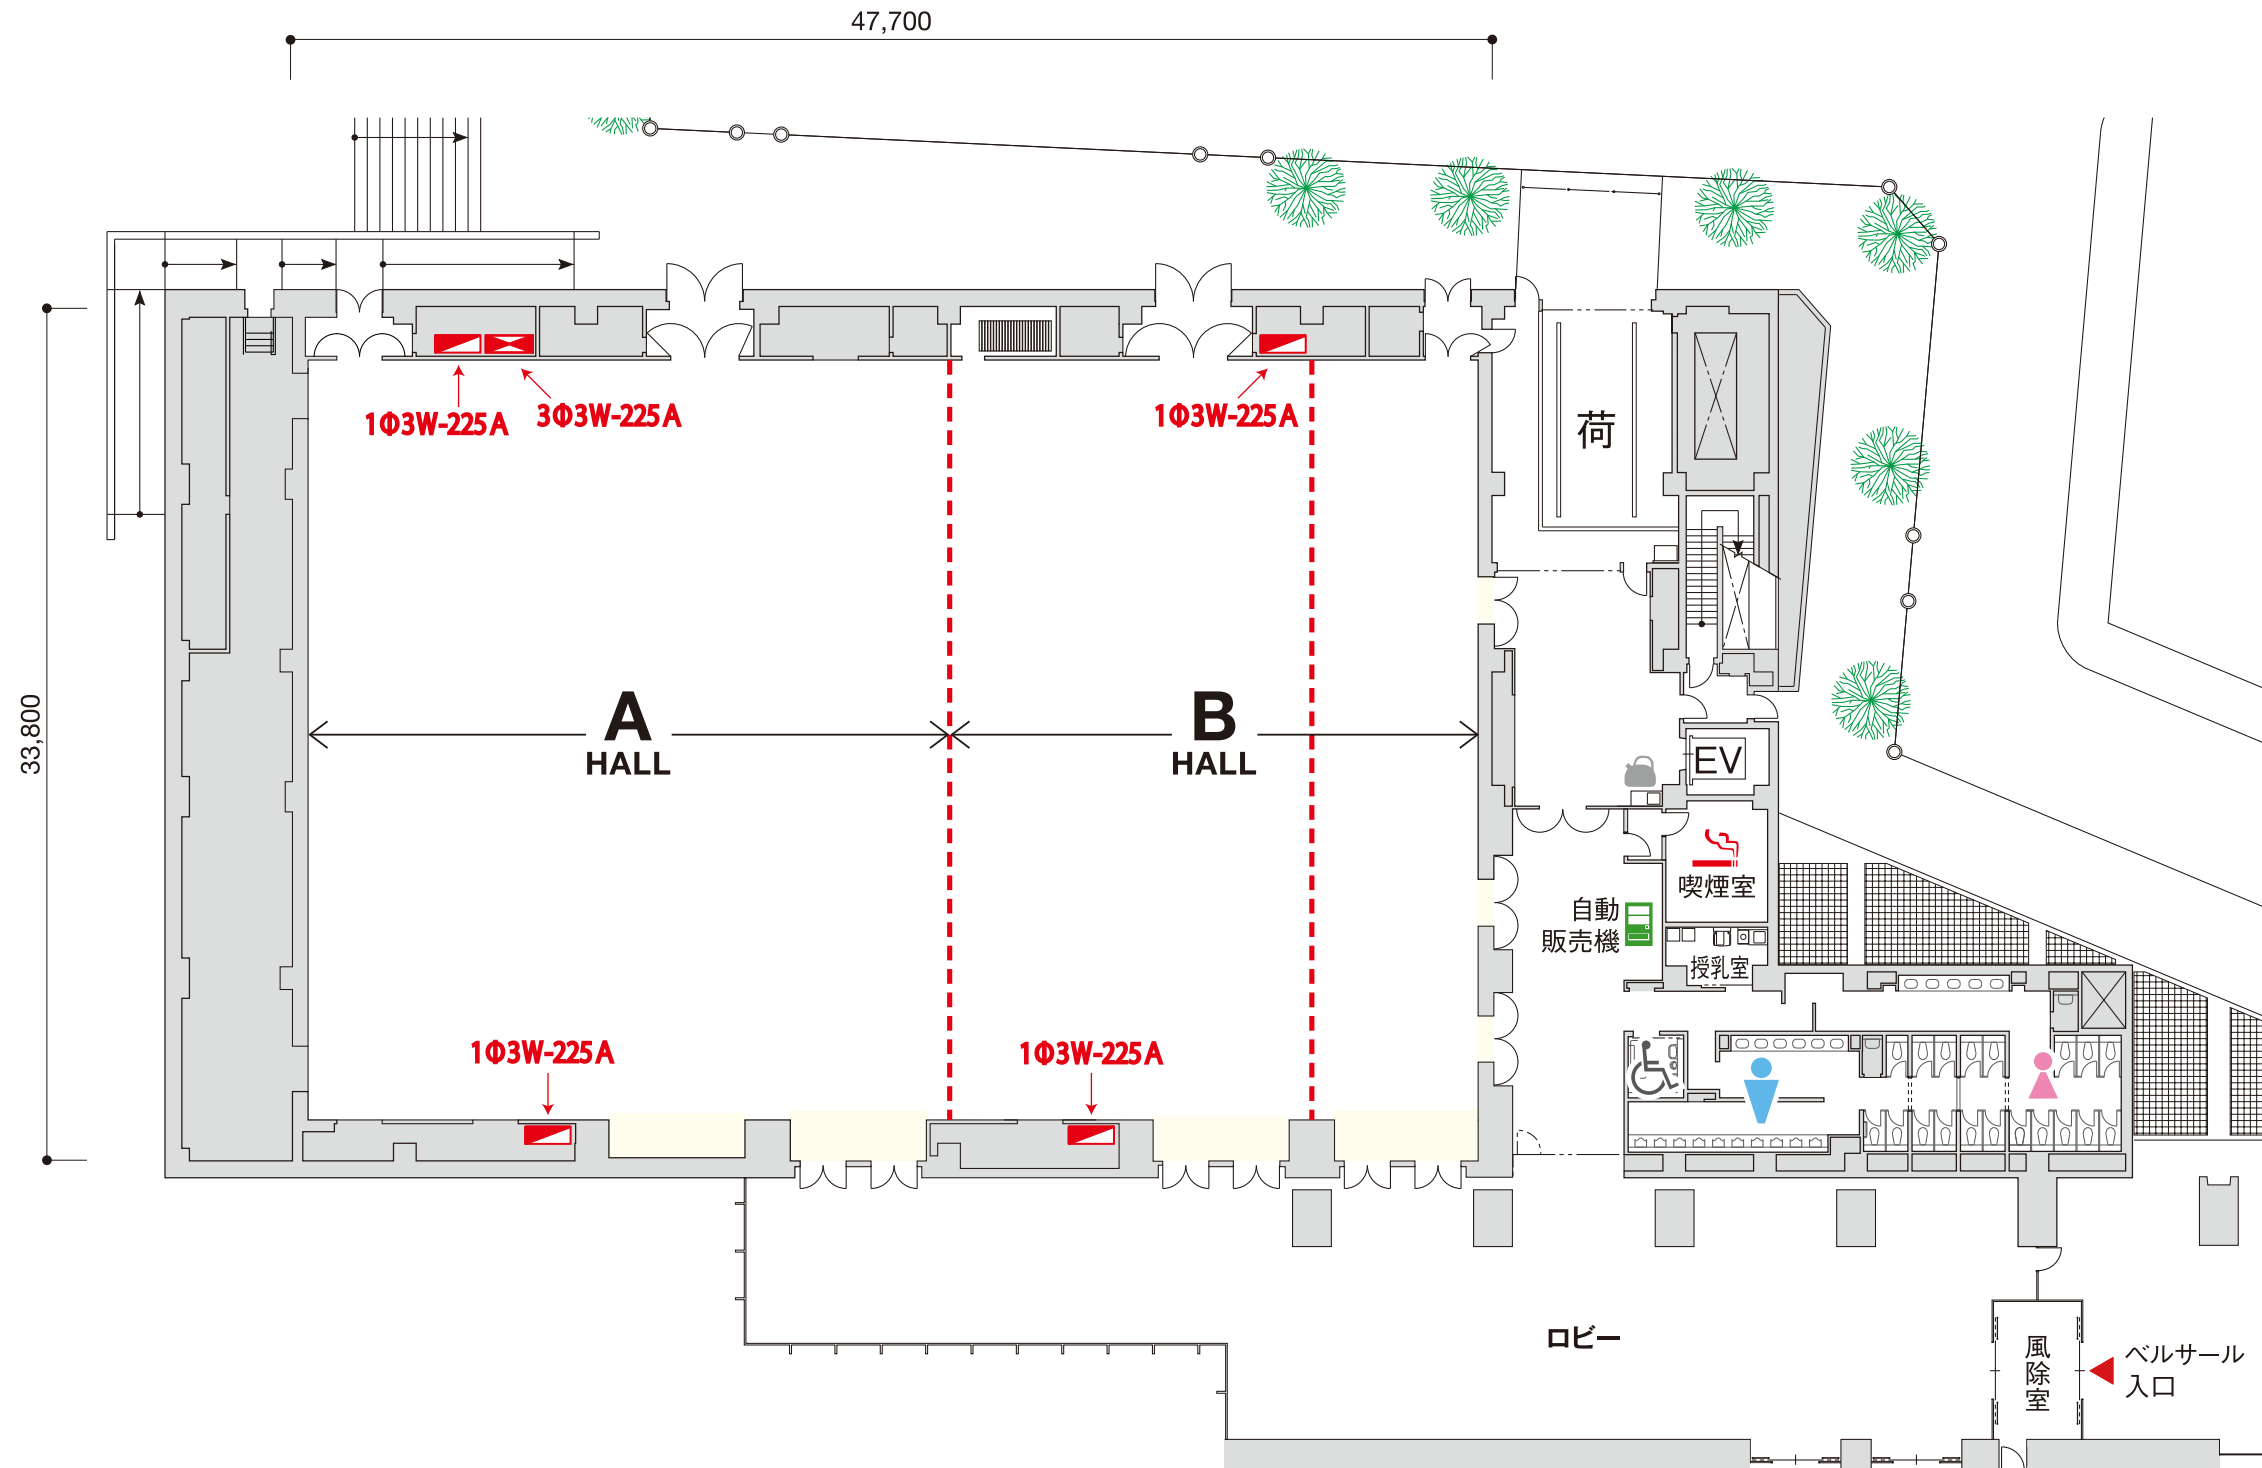 47,700
1Φ3W-225A
3Φ3W-225A
1Φ3W-225A
荷
33,800
A
HALL
B
HALL
EV
喫煙室
自動
販売機
授乳室
1Φ3W-225A
1Φ3W-225A
ロビー
風除室
ベルサール
入口